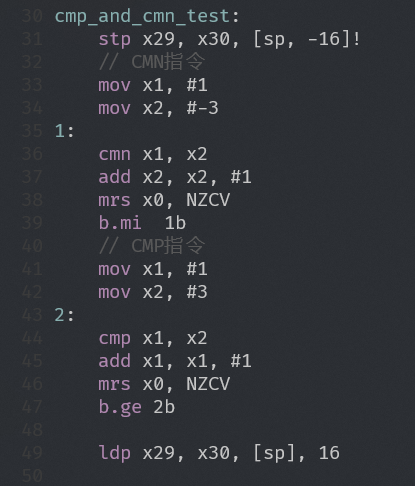 30 cmp_and_cmn_test:
31     stp x29, x30, [sp, -16]!
32     // CMN指令
33     mov x1, #1
34     mov x2, #-3
35 1:
36     cmn x1, x2
37     add x2, x2, #1
38     mrs x0, NZCV
39     b.mi  1b
40     // CMP指令
41     mov x1, #1
42     mov x2, #3
43 2:
44     cmp x1, x2
45     add x1, x1, #1
46     mrs x0, NZCV
47     b.ge 2b
48
49     ldp x29, x30, [sp], 16
50